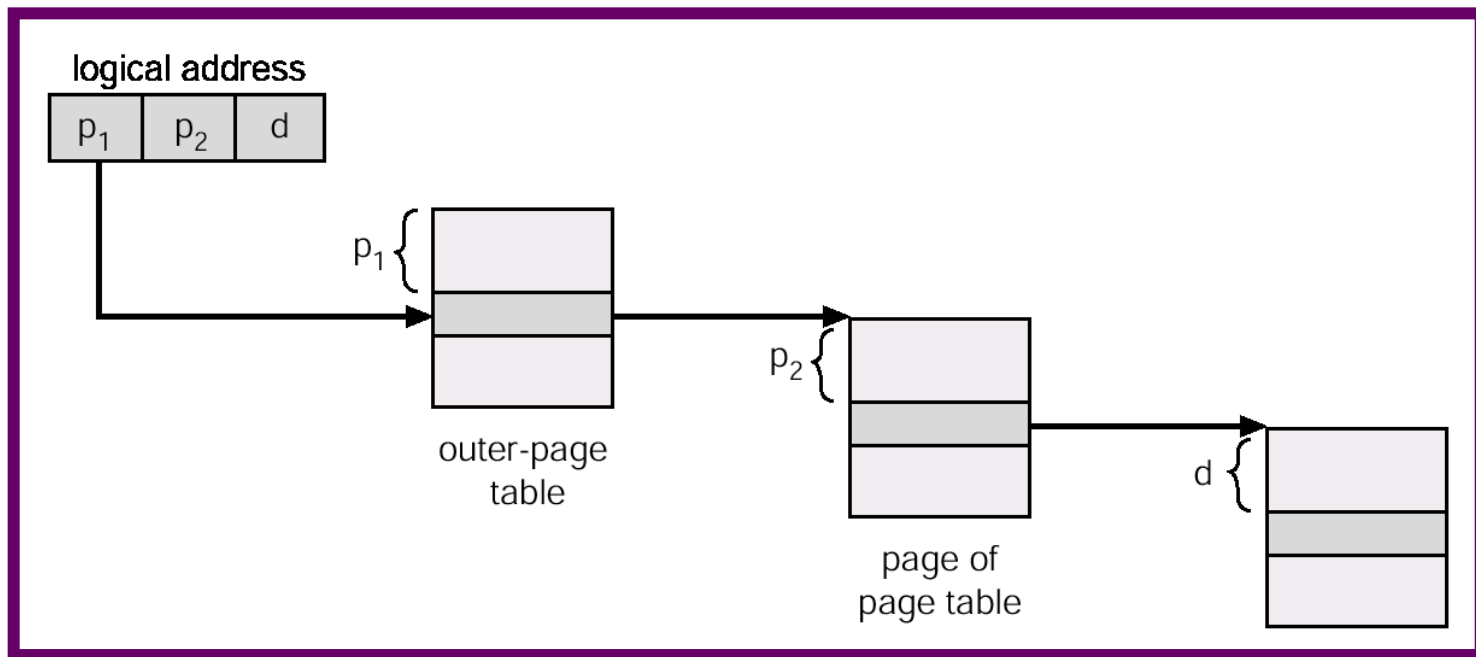 logical address
p₁ p₂ d
p₁
outer-page
table
p₂
page of
page table
d